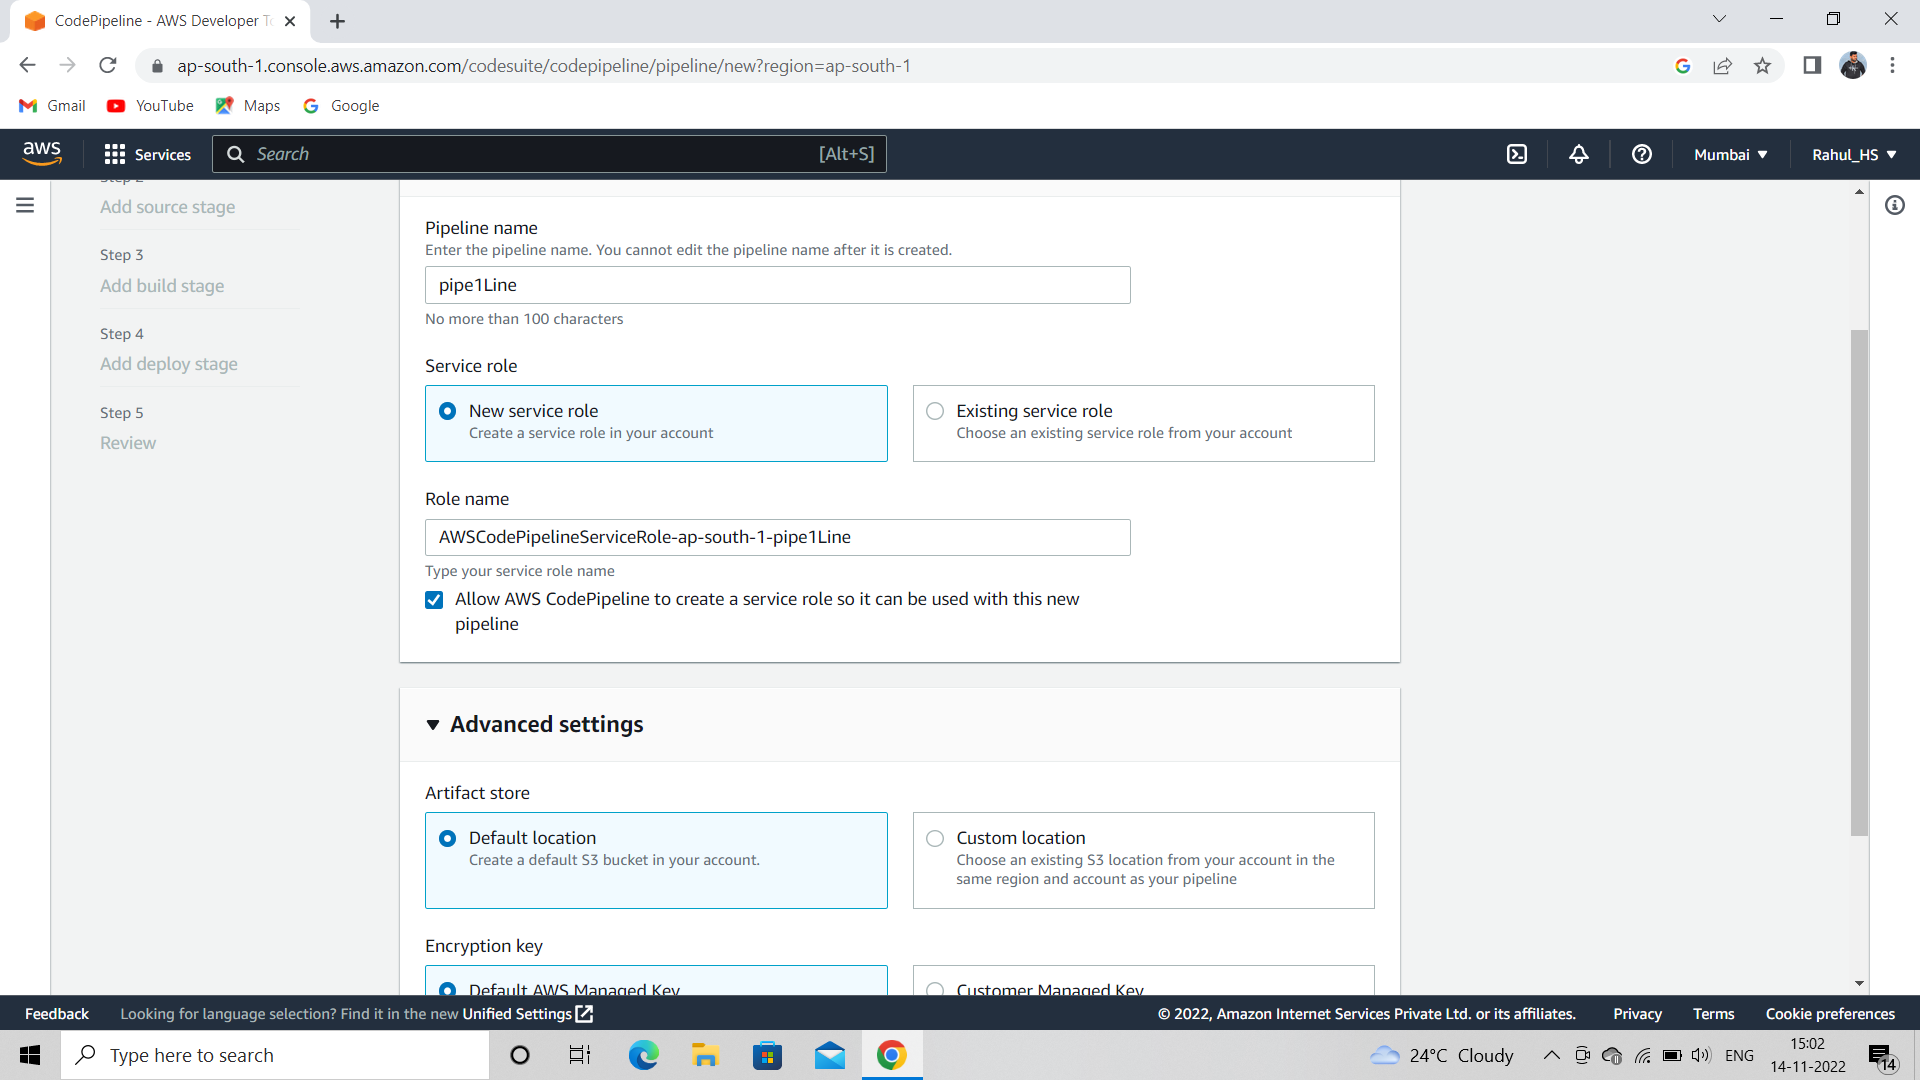 CodePipeline - AWS Developer To
ap-south-1.console.aws.amazon.com/codesuite/codepipeline/pipeline/new?region=ap-south-1
Gmail YouTube Maps Google
aws Services Search [Alt+S] Mumbai Rahul_HS
Step 2
Add source stage
Step 3
Add build stage
Step 4
Add deploy stage
Step 5
Review
Pipeline name
Enter the pipeline name. You cannot edit the pipeline name after it is created.
pipe1Line
No more than 100 characters
Service role
New service role
Create a service role in your account
Existing service role
Choose an existing service role from your account
Role name
AWSCodePipelineServiceRole-ap-south-1-pipe1Line
Type your service role name
Allow AWS CodePipeline to create a service role so it can be used with this new
pipeline
Advanced settings
Artifact store
Default location
Create a default S3 bucket in your account.
Custom location
Choose an existing S3 location from your account in the
same region and account as your pipeline
Encryption key
Default AWS Managed Key
Customer Managed Key
Feedback Looking for language selection? Find it in the new Unified Settings © 2022, Amazon Internet Services Private Ltd. or its affiliates. Privacy Terms Cookie preferences
Type here to search 24°C Cloudy ENG
15:02
14-11-2022
14